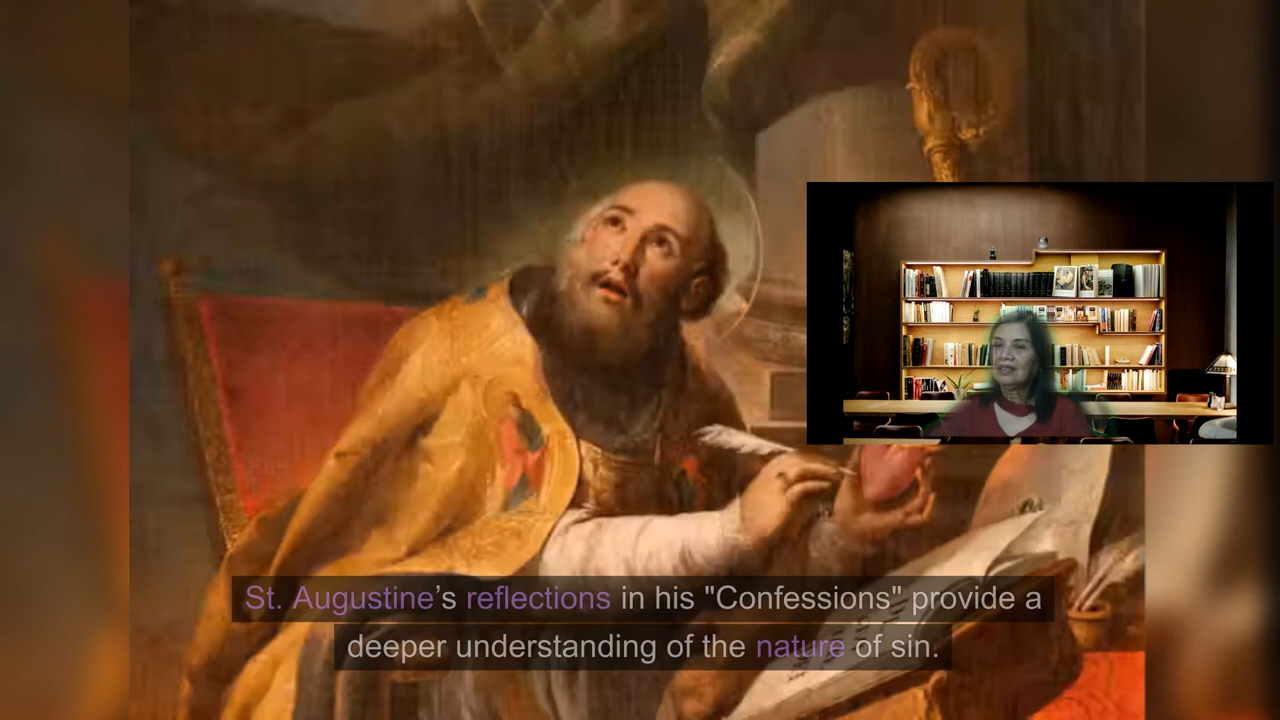 St. Augustine’s reflections in his "Confessions" provide a
deeper understanding of the nature of sin.